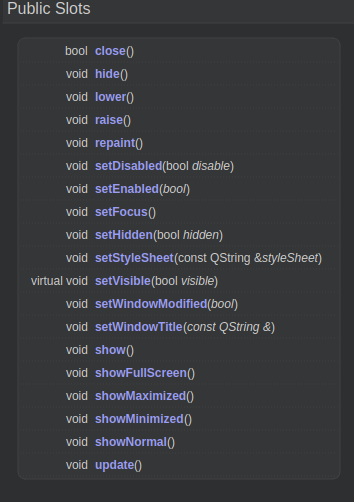 Public Slots
bool close()
void hide()
void lower()
void raise()
void repaint()
void setDisabled(bool disable)
void setEnabled(bool)
void setFocus()
void setHidden(bool hidden)
void setStyleSheet(const QString &styleSheet)
virtual void setVisible(bool visible)
void setWindowModified(bool)
void setWindowTitle(const QString &)
void show()
void showFullScreen()
void showMaximized()
void showMinimized()
void showNormal()
void update()